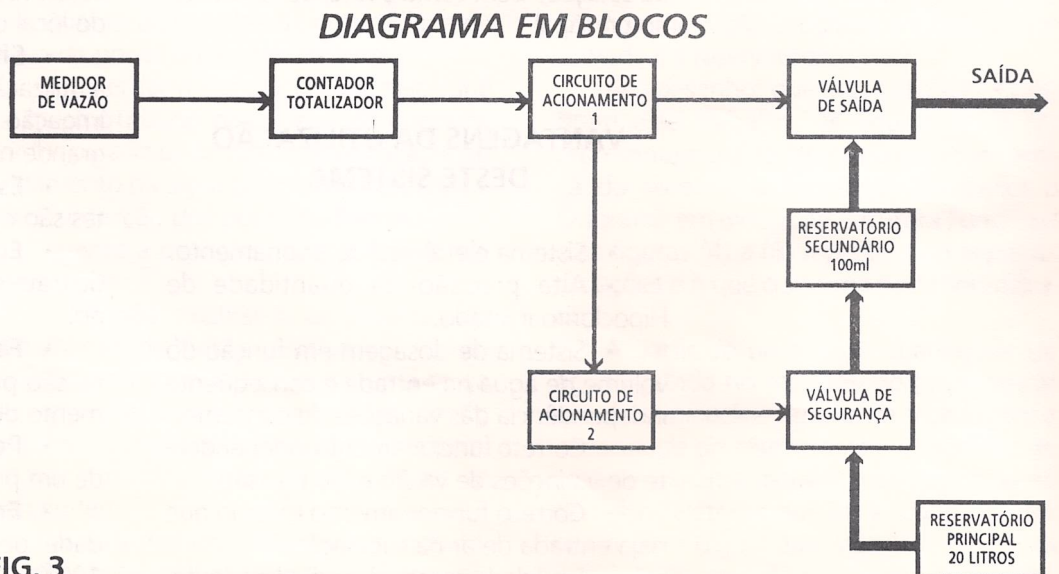 DIAGRAMA EM BLOCOS
MEDIDOR
DE VAZÃO
CONTADOR
TOTALIZADOR
CIRCUITO DE
ACIONAMENTO
1
VÁLVULA
DE SAÍDA
SAÍDA
RESERVATÓRIO
SECUNDÁRIO
100ml
CIRCUITO DE
ACIONAMENTO
2
VÁLVULA DE
SEGURANÇA
RESERVATÓRIO
PRINCIPAL
20 LITROS
FIG. 3